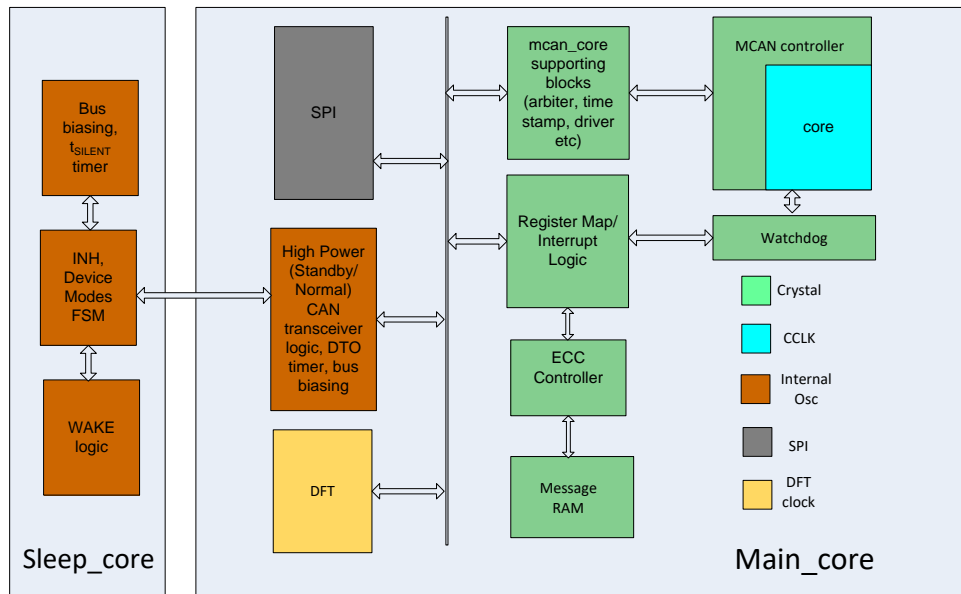 Bus
biasing,
tSILENT
timer
INH,
Device
Modes
FSM
WAKE
logic
Sleep_core
SPI
High Power
(Standby/
Normal)
CAN
transceiver
logic, DTO
timer, bus
biasing
DFT
mcan_core
supporting
blocks
(arbiter, time
stamp, driver
etc)
Register Map/
Interrupt
Logic
ECC
Controller
Message
RAM
MCAN controller
core
Watchdog
Crystal
CCLK
Internal
Osc
SPI
DFT
clock
Main_core